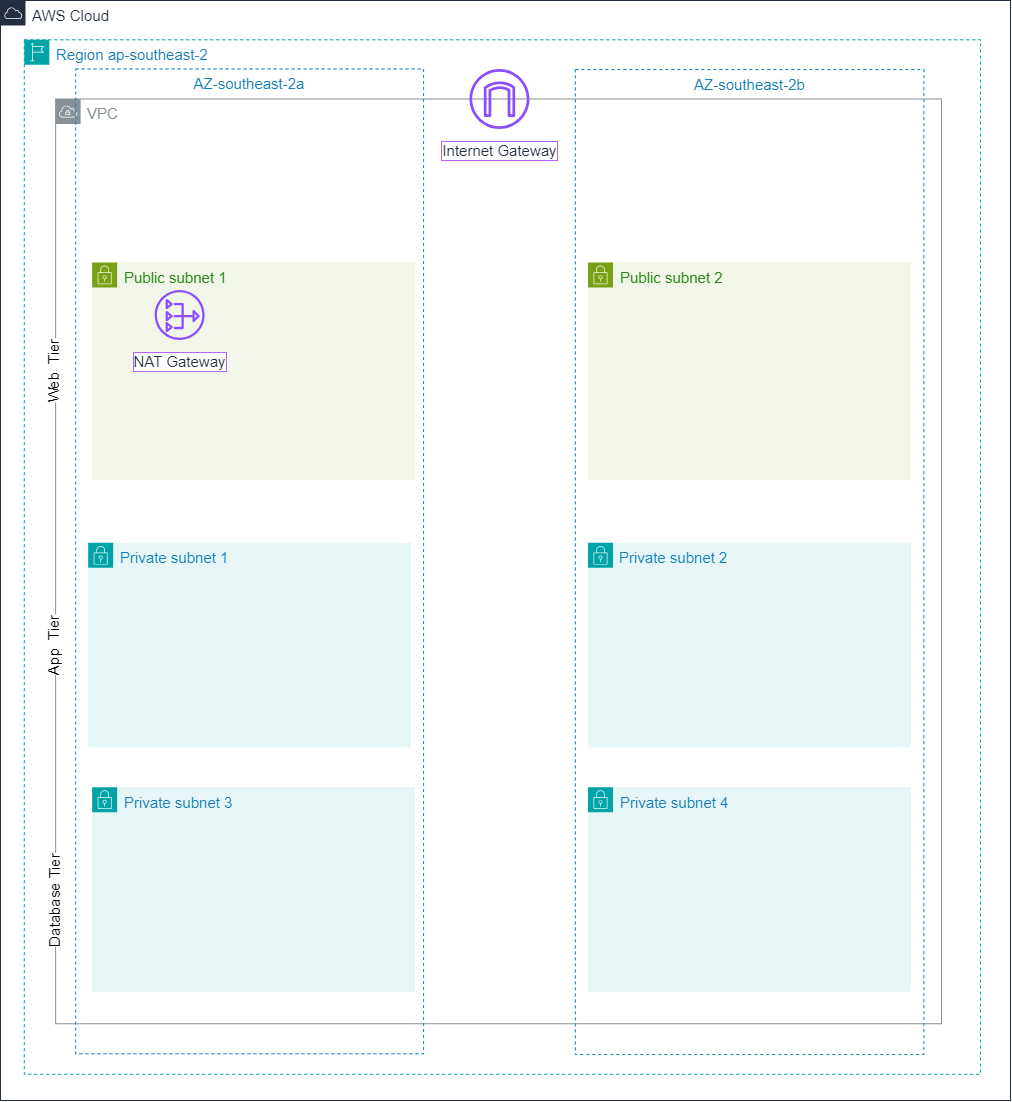 AWS Cloud
Region ap-southeast-2
AZ-southeast-2a
AZ-southeast-2b
VPC
Internet Gateway
Public subnet 1
Public subnet 2
NAT Gateway
Web Tier
Private subnet 1
Private subnet 2
App Tier
Private subnet 3
Private subnet 4
Database Tier